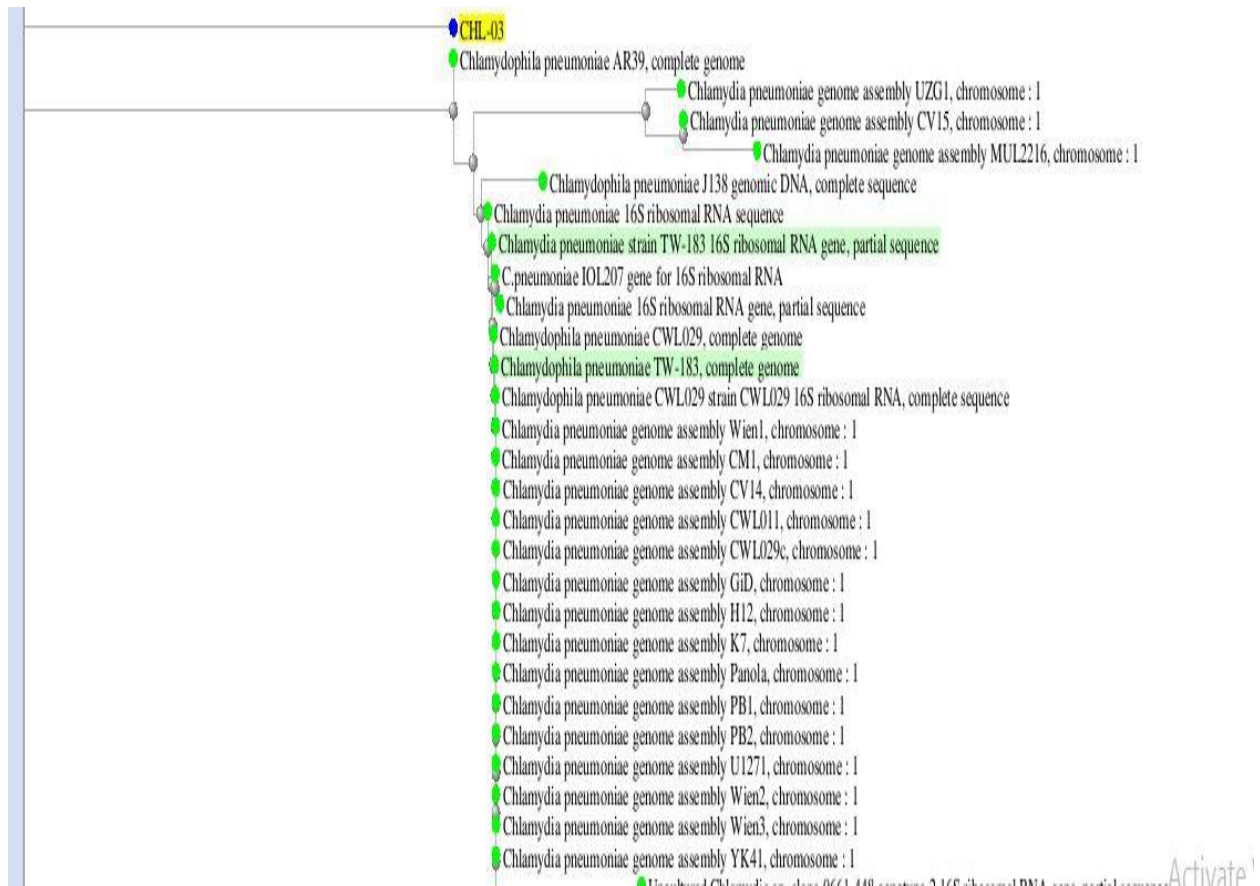 CHL-03
Chlamydophila pneumoniae AR39, complete genome
Chlamydia pneumoniae genome assembly UZG1, chromosome : 1
Chlamydia pneumoniae genome assembly CV15, chromosome : 1
Chlamydia pneumoniae genome assembly MUL2216, chromosome : 1
Chlamydophila pneumoniae J138 genomic DNA, complete sequence
Chlamydia pneumoniae 16S ribosomal RNA sequence
Chlamydia pneumoniae strain TW-183 16S ribosomal RNA gene, partial sequence
C.pneumoniae IOL207 gene for 16S ribosomal RNA
Chlamydia pneumoniae 16S ribosomal RNA gene, partial sequence
Chlamydophila pneumoniae CWL029, complete genome
Chlamydophila pneumoniae TW-183, complete genome
Chlamydophila pneumoniae CWL029 strain CWL029 16S ribosomal RNA, complete sequence
Chlamydia pneumoniae genome assembly Wien1, chromosome : 1
Chlamydia pneumoniae genome assembly CM1, chromosome : 1
Chlamydia pneumoniae genome assembly CV14, chromosome : 1
Chlamydia pneumoniae genome assembly CWL011, chromosome : 1
Chlamydia pneumoniae genome assembly CWL029c, chromosome : 1
Chlamydia pneumoniae genome assembly GiD, chromosome : 1
Chlamydia pneumoniae genome assembly H12, chromosome : 1
Chlamydia pneumoniae genome assembly K7, chromosome : 1
Chlamydia pneumoniae genome assembly Panola, chromosome : 1
Chlamydia pneumoniae genome assembly PB1, chromosome : 1
Chlamydia pneumoniae genome assembly PB2, chromosome : 1
Chlamydia pneumoniae genome assembly U1271, chromosome : 1
Chlamydia pneumoniae genome assembly Wien2, chromosome : 1
Chlamydia pneumoniae genome assembly Wien3, chromosome : 1
Chlamydia pneumoniae genome assembly YK41, chromosome : 1
Activate